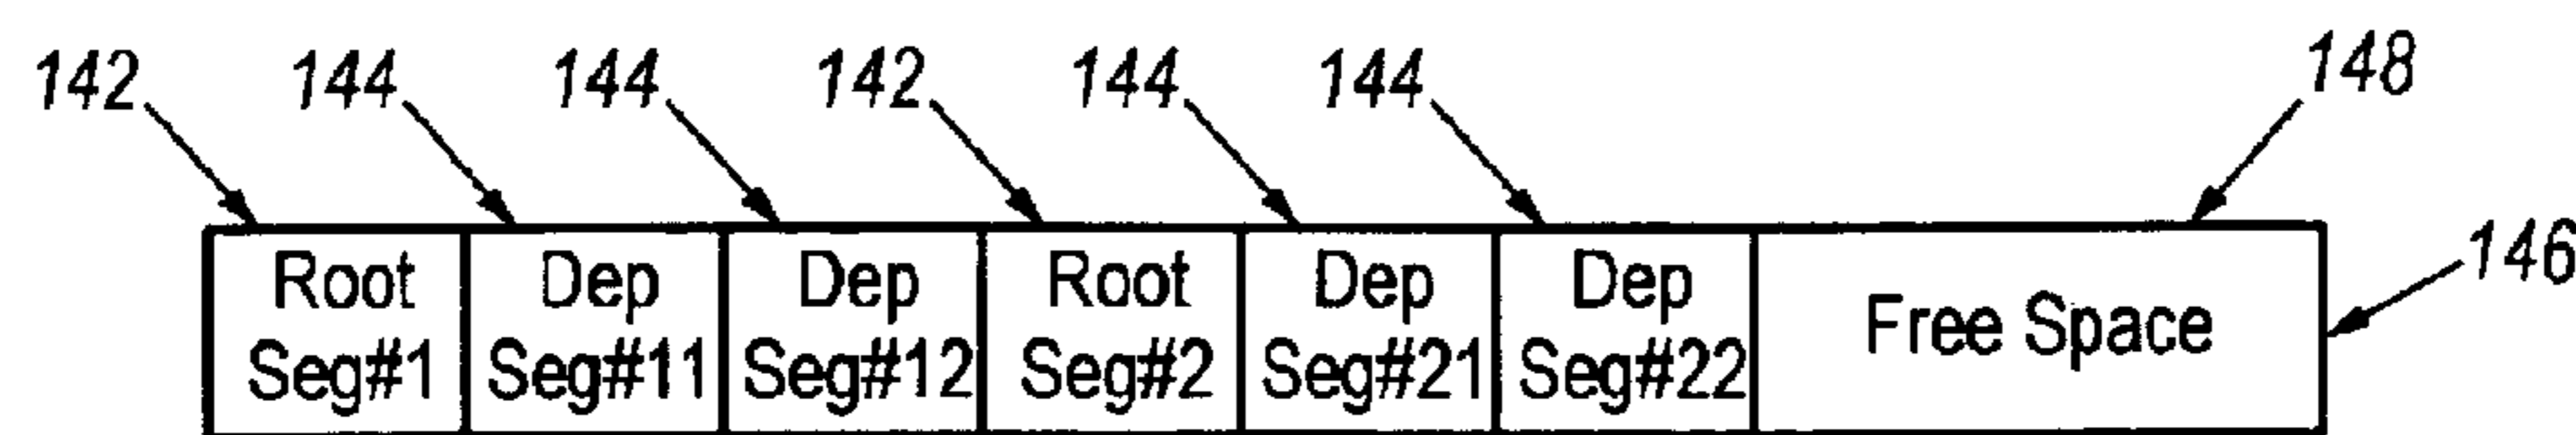 142 144 144 142 144 144 148
146
Root Dep Dep Root Dep Dep Free Space
Seg#1 Seg#11 Seg#12 Seg#2 Seg#21 Seg#22